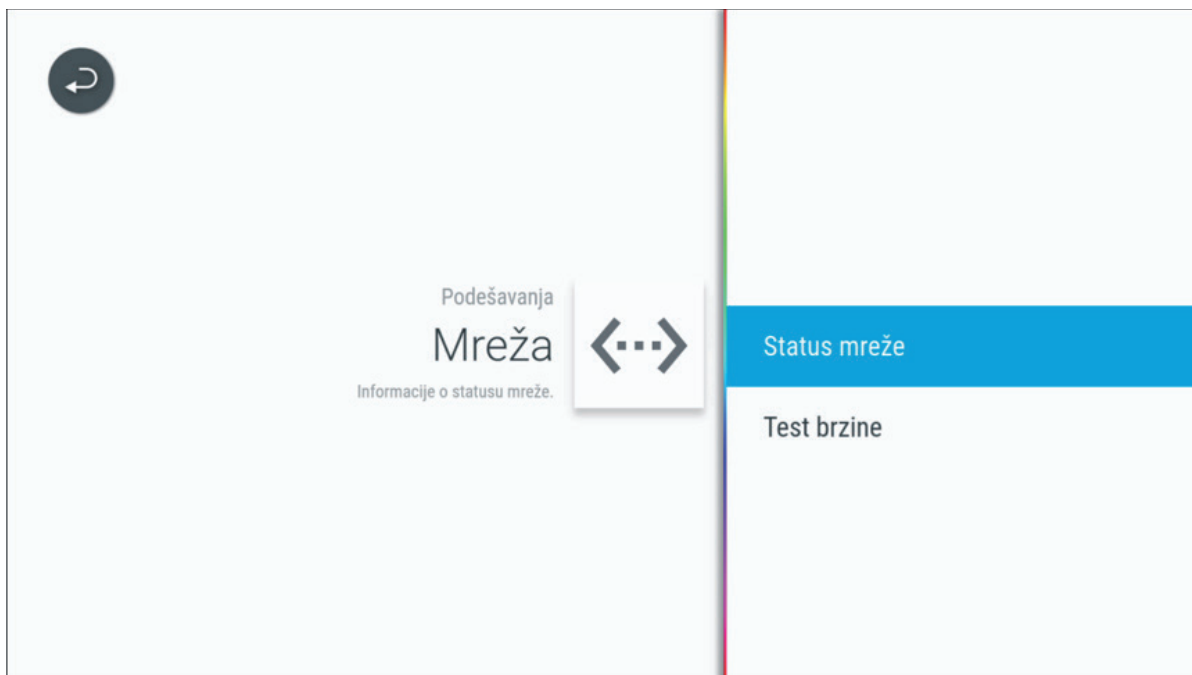 Podešavanja
Mreža
Informacije o statusu mreže.
Status mreže
Test brzine